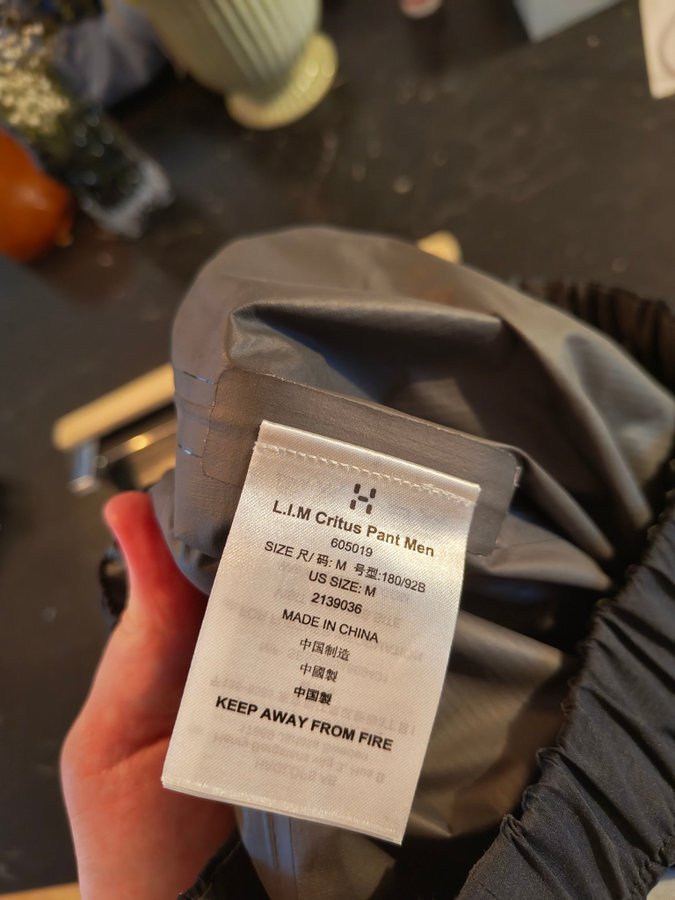 L.I.M Critus Pant Men
605019
SIZE 尺/ 码: M 号型:180/92B
US SIZE: M
2139036
MADE IN CHINA
中国制造
中國製
中国製
KEEP AWAY FROM FIRE